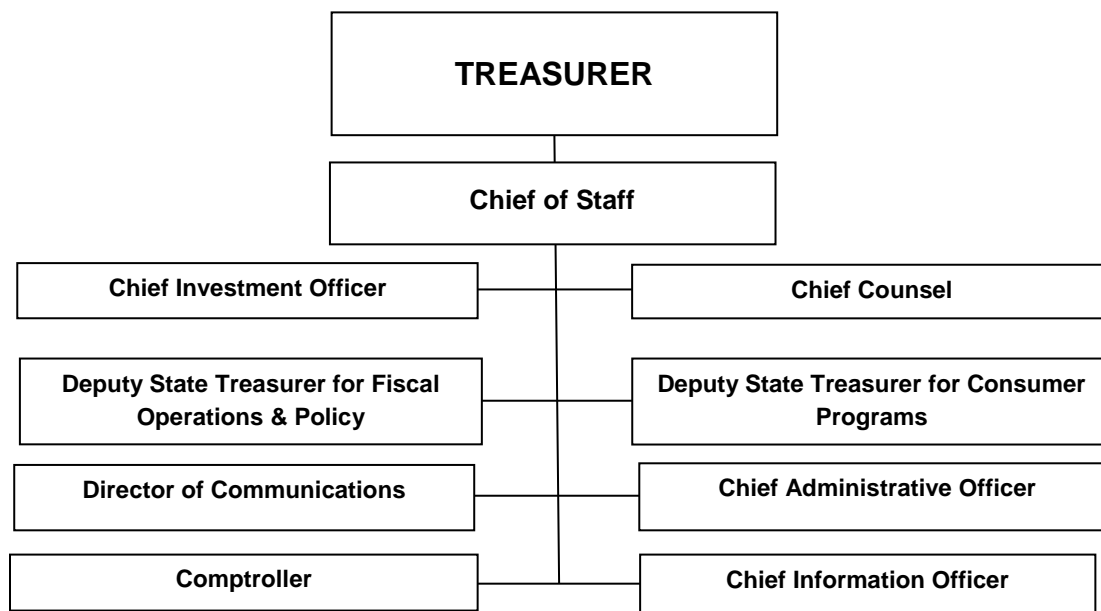 TREASURER
Chief of Staff
Chief Investment Officer
Chief Counsel
Deputy State Treasurer for Fiscal
Operations & Policy
Deputy State Treasurer for Consumer
Programs
Director of Communications
Chief Administrative Officer
Comptroller
Chief Information Officer